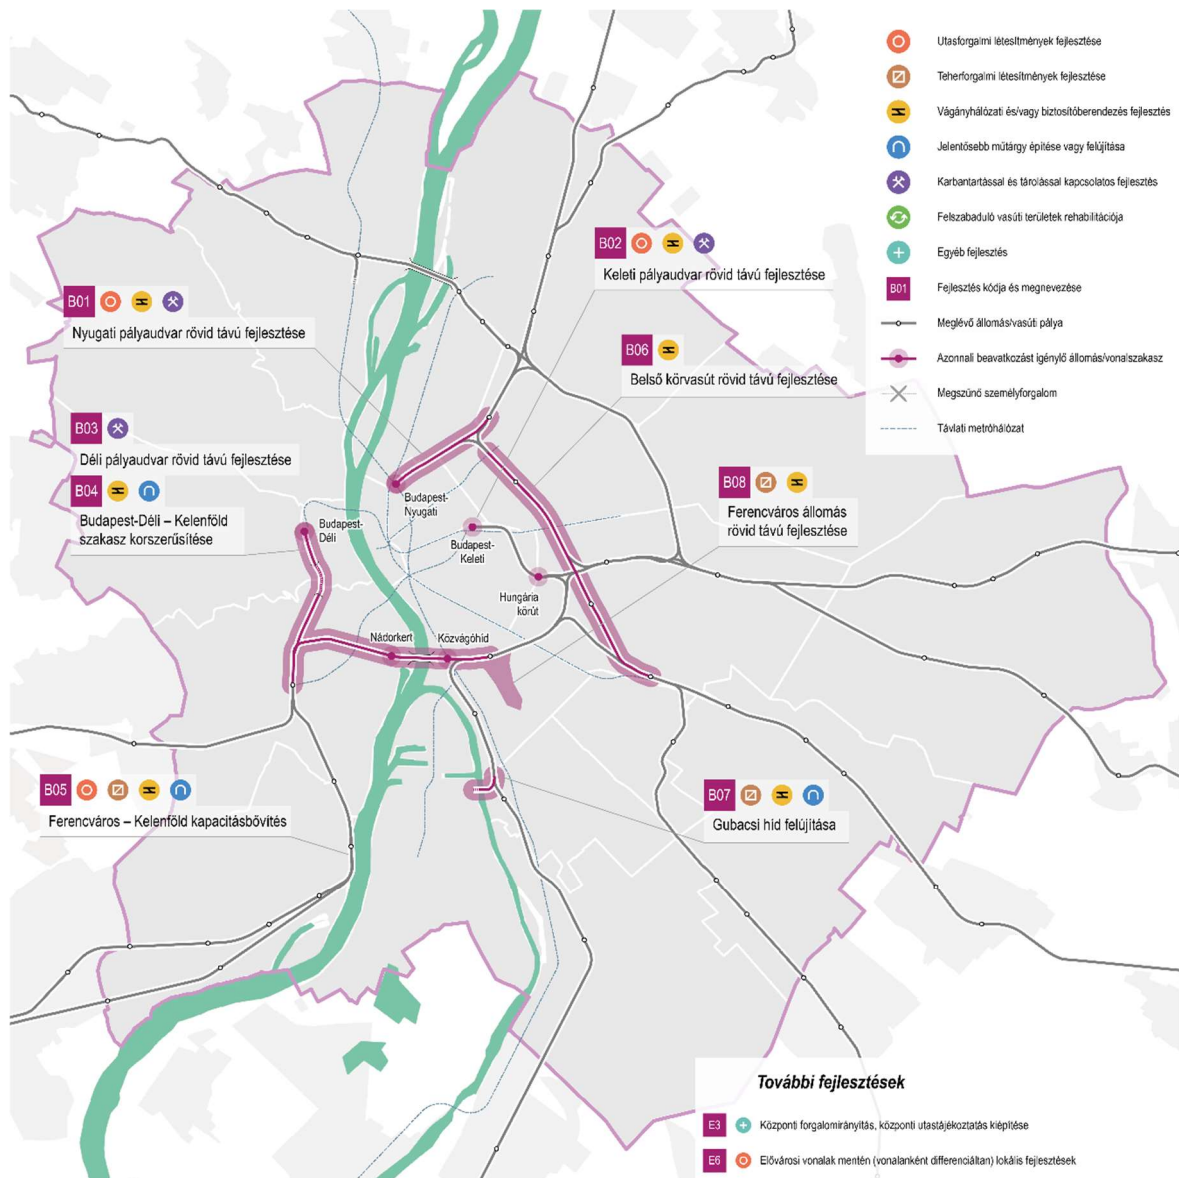 Utasforgalmi létesítmények fejlesztése
Teherforgalmi létesítmények fejlesztése
Vágányhálózati és/vagy biztosítóberendezés fejlesztés
Jelentősebb műtárgy építése vagy felújítása
Karbantartással és tárolással kapcsolatos fejlesztés
Felszabaduló vasúti területek rehabilitációja
Egyéb fejlesztés
B01 Fejlesztés kódja és megnevezése
Meglévő állomás/vasúti pálya
Azonnali beavatkozást igénylő állomás/vonalszakasz
Megszűnő személyforgalom
Távlati metróhálózat
B02
Keleti pályaudvar rövid távú fejlesztése
B01
Nyugati pályaudvar rövid távú fejlesztése
B06
Belső körvasút rövid távú fejlesztése
B03
Déli pályaudvar rövid távú fejlesztése
B04
Budapest-Déli – Kelenföld
szakasz korszerűsítése
B08
Ferencváros állomás
rövid távú fejlesztése
Budapest-
Nyugati
Budapest-
Déli
Budapest-
Keleti
Hungária
körút
Nádorkert
Közvágóhíd
B05
Ferencváros – Kelenföld kapacitásbővítés
B07
Gubacsi híd felújítása
További fejlesztések
E3 Központi forgalomirányítás, központi utastájékoztatás kiépítése
E6 Elővárosi vonalak mentén (vonalanként differenciáltan) lokális fejlesztések